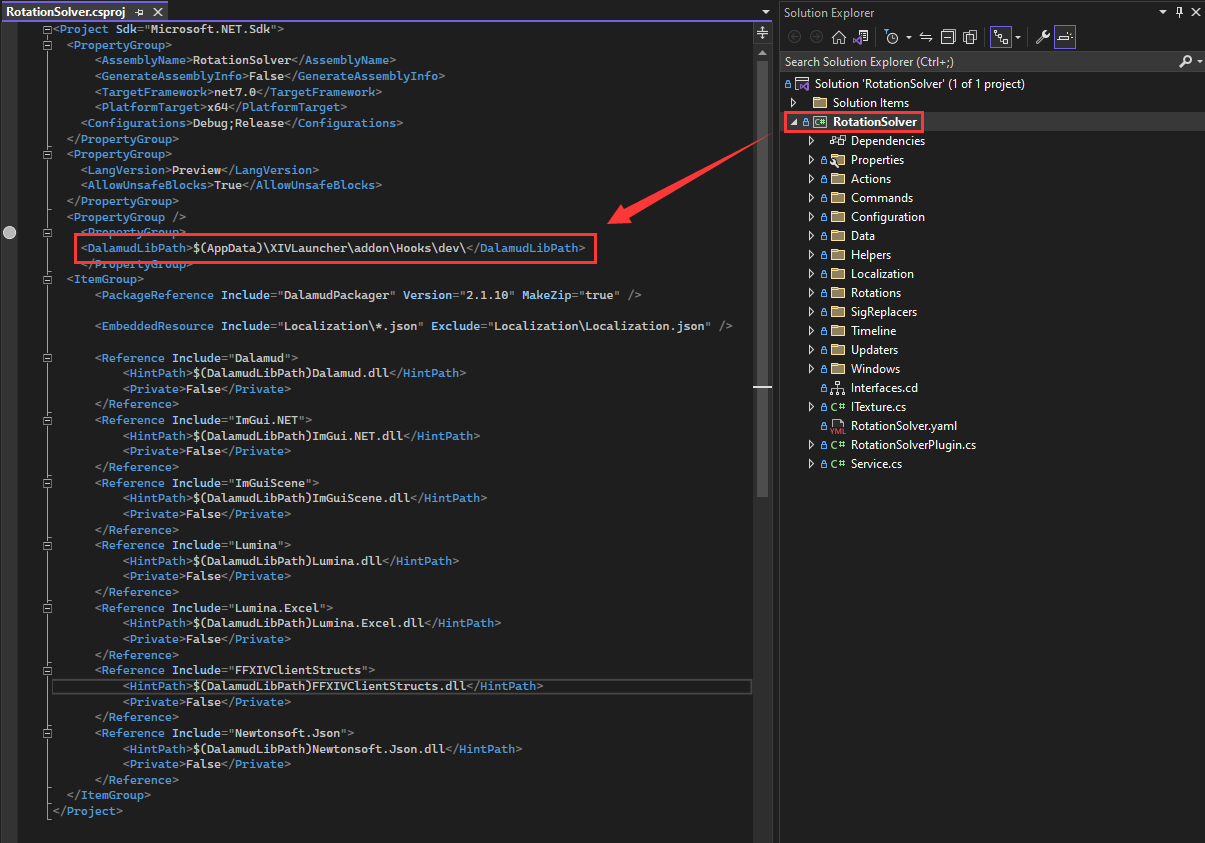 RotationSolver.csproj
<Project Sdk="Microsoft.NET.Sdk">
<PropertyGroup>
<AssemblyName>RotationSolver</AssemblyName>
<GenerateAssemblyInfo>False</GenerateAssemblyInfo>
<TargetFramework>net7.0</TargetFramework>
<PlatformTarget>x64</PlatformTarget>
<Configurations>Debug;Release</Configurations>
</PropertyGroup>
<PropertyGroup>
<LangVersion>Preview</LangVersion>
<AllowUnsafeBlocks>True</AllowUnsafeBlocks>
</PropertyGroup>
<PropertyGroup />
<PropertyGroup>
<DalamudLibPath>$(AppData)\XIVLauncher\addon\Hooks\dev\</DalamudLibPath>
</PropertyGroup>
<ItemGroup>
<PackageReference Include="DalamudPackager" Version="2.1.10" MakeZip="true" />
<EmbeddedResource Include="Localization\*.json" Exclude="Localization\Localization.json" />
<Reference Include="Dalamud">
<HintPath>$(DalamudLibPath)Dalamud.dll</HintPath>
<Private>False</Private>
</Reference>
<Reference Include="ImGui.NET">
<HintPath>$(DalamudLibPath)ImGui.NET.dll</HintPath>
<Private>False</Private>
</Reference>
<Reference Include="ImGuiScene">
<HintPath>$(DalamudLibPath)ImGuiScene.dll</HintPath>
<Private>False</Private>
</Reference>
<Reference Include="Lumina">
<HintPath>$(DalamudLibPath)Lumina.dll</HintPath>
<Private>False</Private>
</Reference>
<Reference Include="Lumina.Excel">
<HintPath>$(DalamudLibPath)Lumina.Excel.dll</HintPath>
<Private>False</Private>
</Reference>
<Reference Include="FFXIVClientStructs">
<HintPath>$(DalamudLibPath)FFXIVClientStructs.dll</HintPath>
<Private>False</Private>
</Reference>
<Reference Include="Newtonsoft.Json">
<HintPath>$(DalamudLibPath)Newtonsoft.Json.dll</HintPath>
<Private>False</Private>
</Reference>
</ItemGroup>
</Project>
Solution Explorer
Search Solution Explorer (Ctrl+;)
Solution 'RotationSolver' (1 of 1 project)
Solution Items
C# RotationSolver
Dependencies
Properties
Actions
Commands
Configuration
Data
Helpers
Localization
Rotations
SigReplacers
Timeline
Updaters
Windows
Interfaces.cd
C# ITexture.cs
YML RotationSolver.yaml
C# RotationSolverPlugin.cs
C# Service.cs